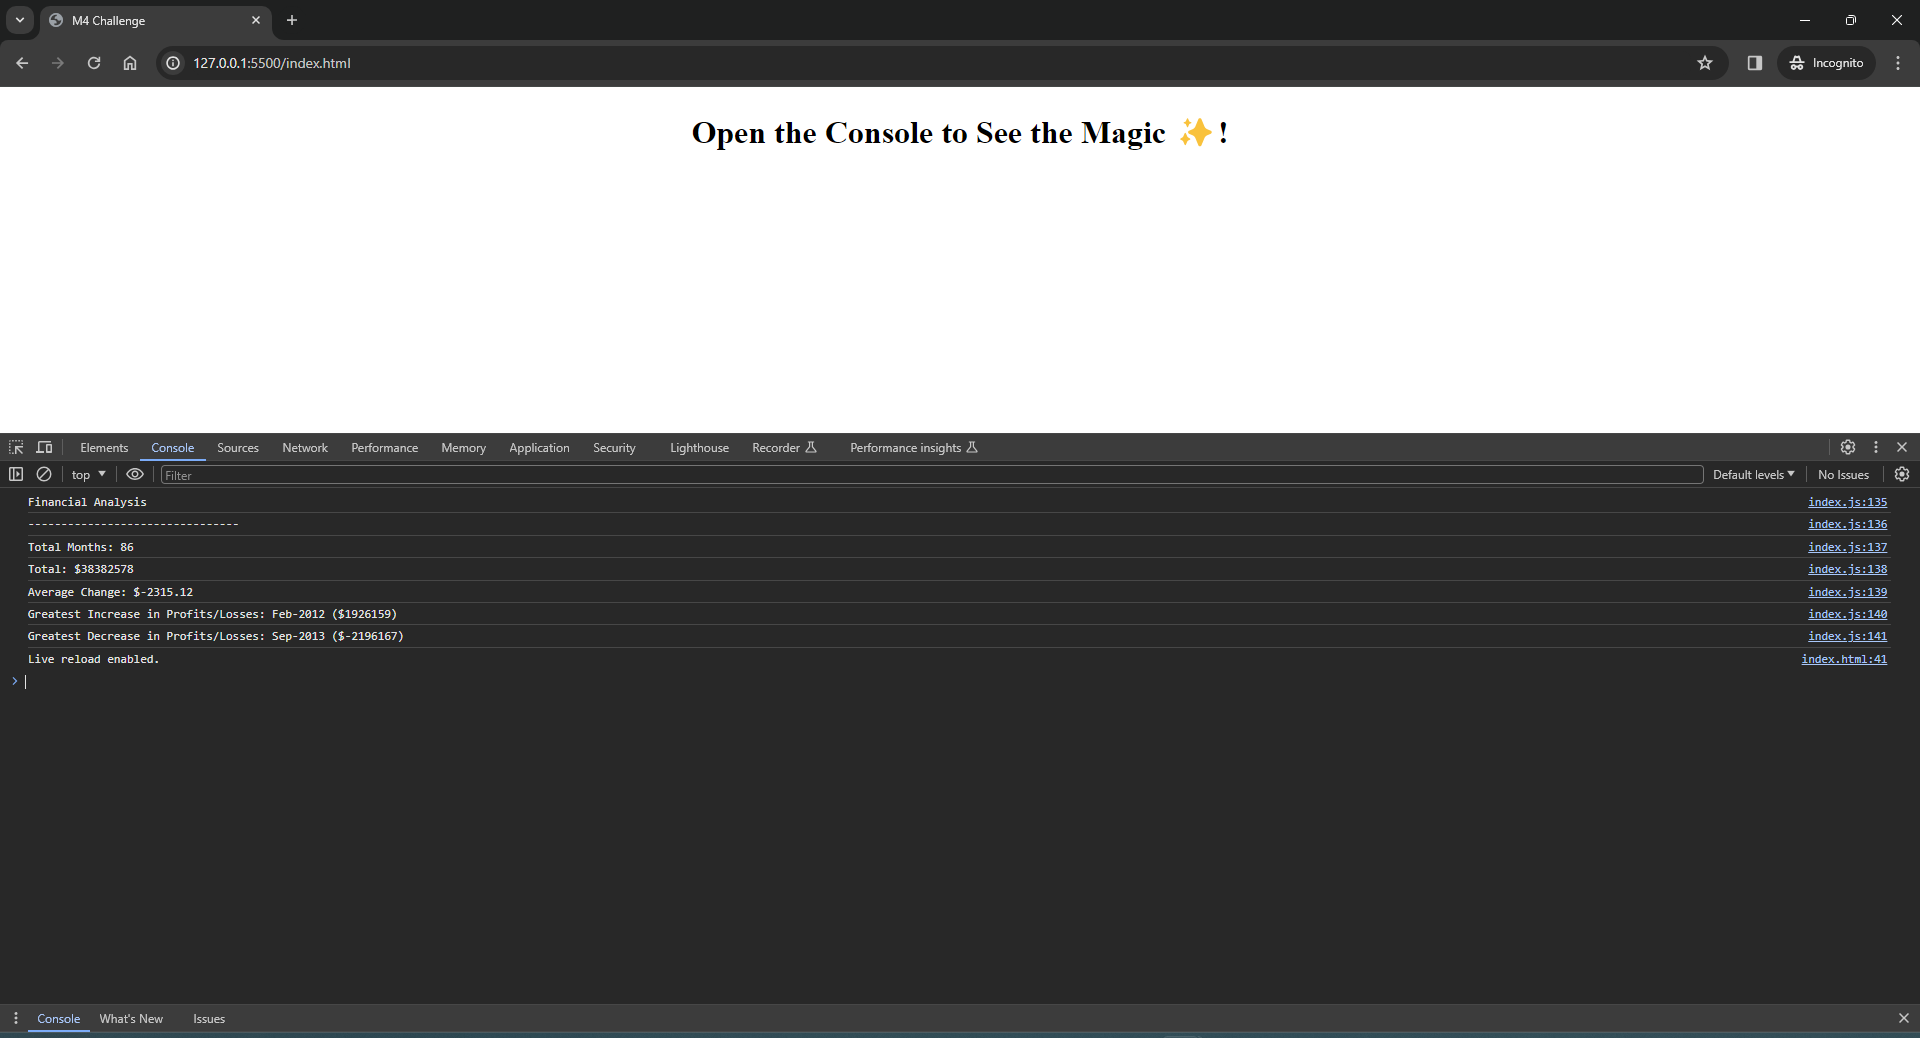 M4 Challenge
127.0.0.1:5500/index.html
Incognito
Open the Console to See the Magic ✨!
Elements Console Sources Network Performance Memory Application Security Lighthouse Recorder Performance insights
top Filter Default levels No Issues
Financial Analysis index.js:135
-------------------------------- index.js:136
Total Months: 86 index.js:137
Total: $38382578 index.js:138
Average Change: $-2315.12 index.js:139
Greatest Increase in Profits/Losses: Feb-2012 ($1926159) index.js:140
Greatest Decrease in Profits/Losses: Sep-2013 ($-2196167) index.js:141
Live reload enabled. index.html:41
>
Console What's New Issues